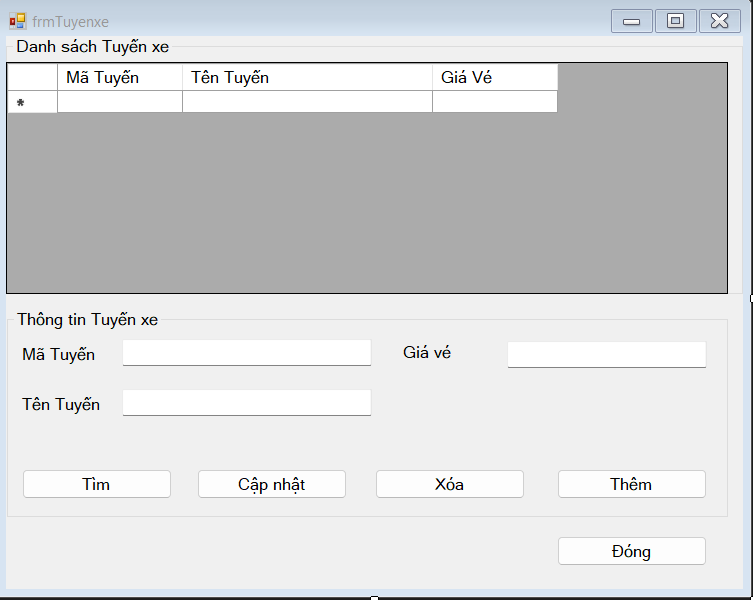 frmTuyenxe
Danh sách Tuyến xe
Mã Tuyến Tên Tuyến Giá Vé
*
Thông tin Tuyến xe
Mã Tuyến Giá vé
Tên Tuyến
Tìm Cập nhật Xóa Thêm
Đóng